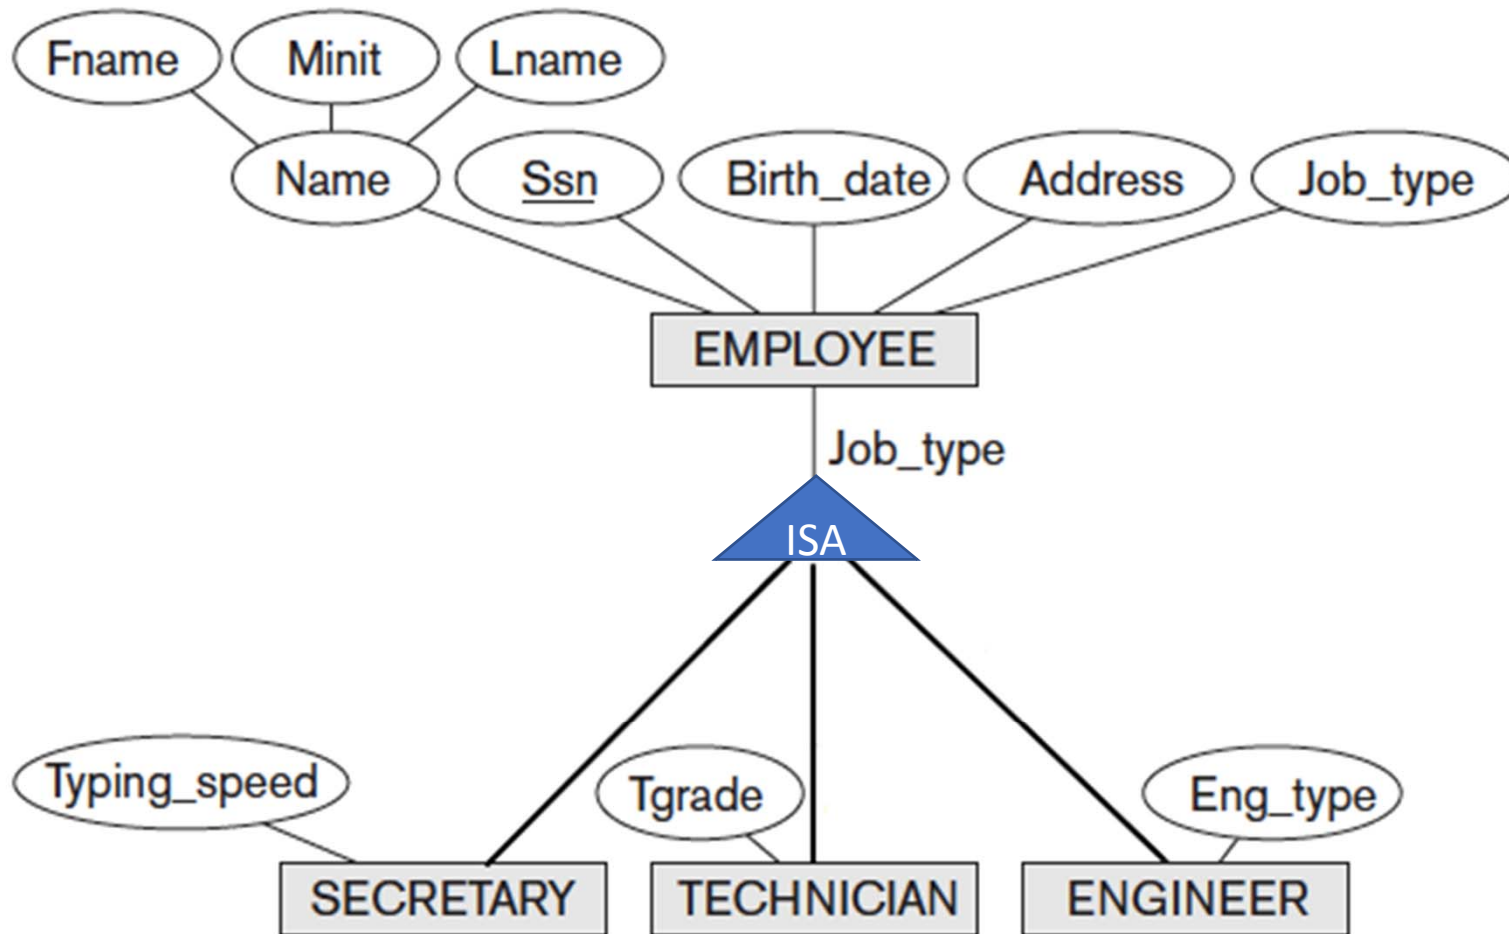 Fname Minit Lname
Name Ssn Birth_date Address Job_type
EMPLOYEE
Job_type
ISA
Typing_speed Tgrade Eng_type
SECRETARY TECHNICIAN ENGINEER